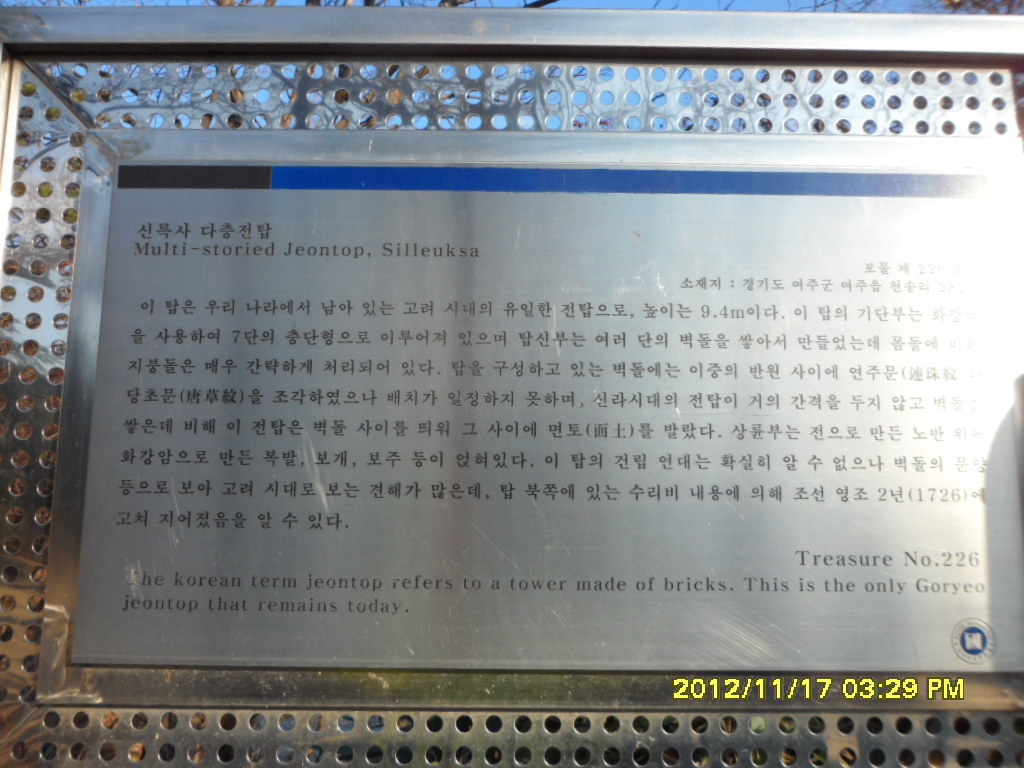 신륵사 다층전탑
Multi-storied Jeontop, Silleuksa
보물 제 226
소재지 : 경기도 여주군 여주읍 천송리
이 탑은 우리 나라에서 남아 있는 고려 시대의 유일한 전탑으로, 높이는 9.4m이다. 이 탑의 기단부는
을 사용하여 7단의 층단형으로 이루어져 있으며 탑신부는 여러 단의 벽돌을 쌓아서 만들었는데 몸돌에
지붕돌은 매우 간략하게 처리되어 있다. 탑을 구성하고 있는 벽돌에는 이중의 반원 사이에 연주문(連珠紋)
당초문(唐草紋)을 조각하였으나 배치가 일정하지 못하며, 신라시대의 전탑이 거의 간격을 두지 않고
쌓은데 비해 이 전탑은 벽돌 사이를 띄워 그 사이에 면토(面土)를 발랐다. 상륜부는 전으로 만든 노반 위에
화강암으로 만든 복발, 보개, 보주 등이 얹혀있다. 이 탑의 건립 연대는 확실히 알 수 없으나 벽돌의 문양
등으로 보아 고려 시대로 보는 견해가 많은데, 탑 북쪽에 있는 수리비 내용에 의해 조선 영조 2년(1726)에
고쳐 지어졌음을 알 수 있다.
Treasure No.226
The korean term jeontop refers to a tower made of bricks. This is the only Goryeo
jeontop that remains today.
2012/11/17 03:29 PM